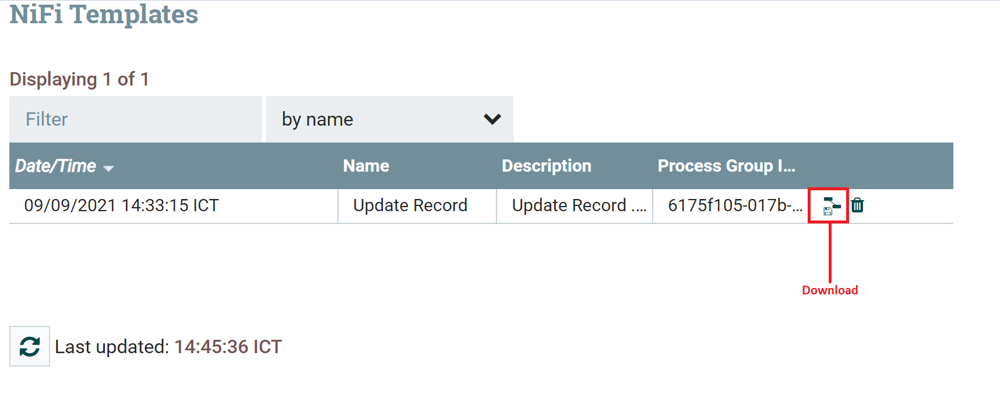 NiFi Templates
Displaying 1 of 1
Filter by name
Date/Time Name Description Process Group I...
09/09/2021 14:33:15 ICT Update Record Update Record .... 6175f105-017b-...
Download
Last updated: 14:45:36 ICT